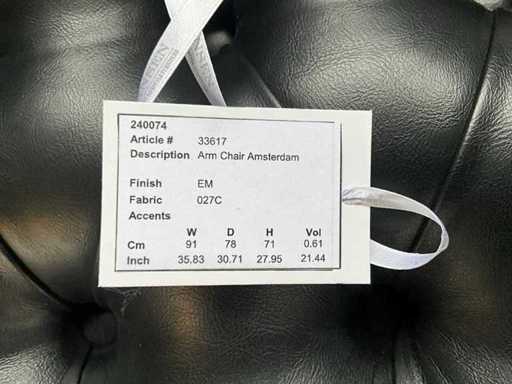 240074
Article # 33617
Description Arm Chair Amsterdam
Finish EM
Fabric 027C
Accents
W D H Vol
Cm 91 78 71 0.61
Inch 35.83 30.71 27.95 21.44